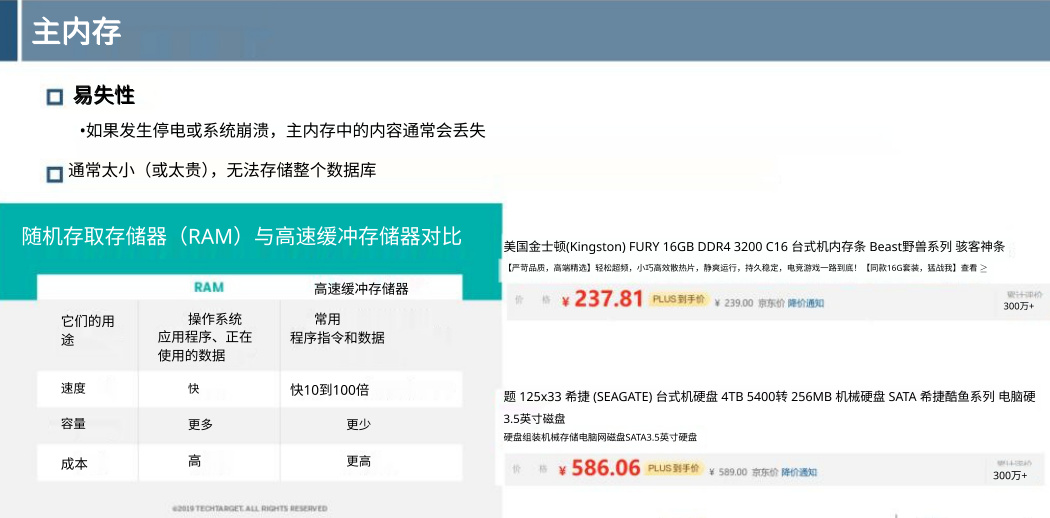 主内存
易失性
•如果发生停电或系统崩溃，主内存中的内容通常会丢失
通常太小（或太贵），无法存储整个数据库
随机存取存储器（RAM）与高速缓冲存储器对比
RAM 高速缓冲存储器
它们的用途 操作系统 应用程序、正在使用的数据 常用 程序指令和数据
速度 快 快10到100倍
容量 更多 更少
成本 高 更高
©2019 TECHTARGET. ALL RIGHTS RESERVED
美国金士顿(Kingston) FURY 16GB DDR4 3200 C16 台式机内存条 Beast野兽系列 骇客神条
【严苛品质，高端精选】轻松超频，小巧高效散热片，静爽运行，持久稳定，电竞游戏一路到底！【同款16G套装，猛战我】查看 >
价 格 ¥ 237.81 PLUS到手价 ¥ 239.00 京东价 降价通知
累计评价
300万+
题 125x33 希捷 (SEAGATE) 台式机硬盘 4TB 5400转 256MB 机械硬盘 SATA 希捷酷鱼系列 电脑硬
3.5英寸磁盘
硬盘组装机械存储电脑网磁盘SATA3.5英寸硬盘
价 格 ¥ 586.06 PLUS到手价 ¥ 589.00 京东价 降价通知
300万+